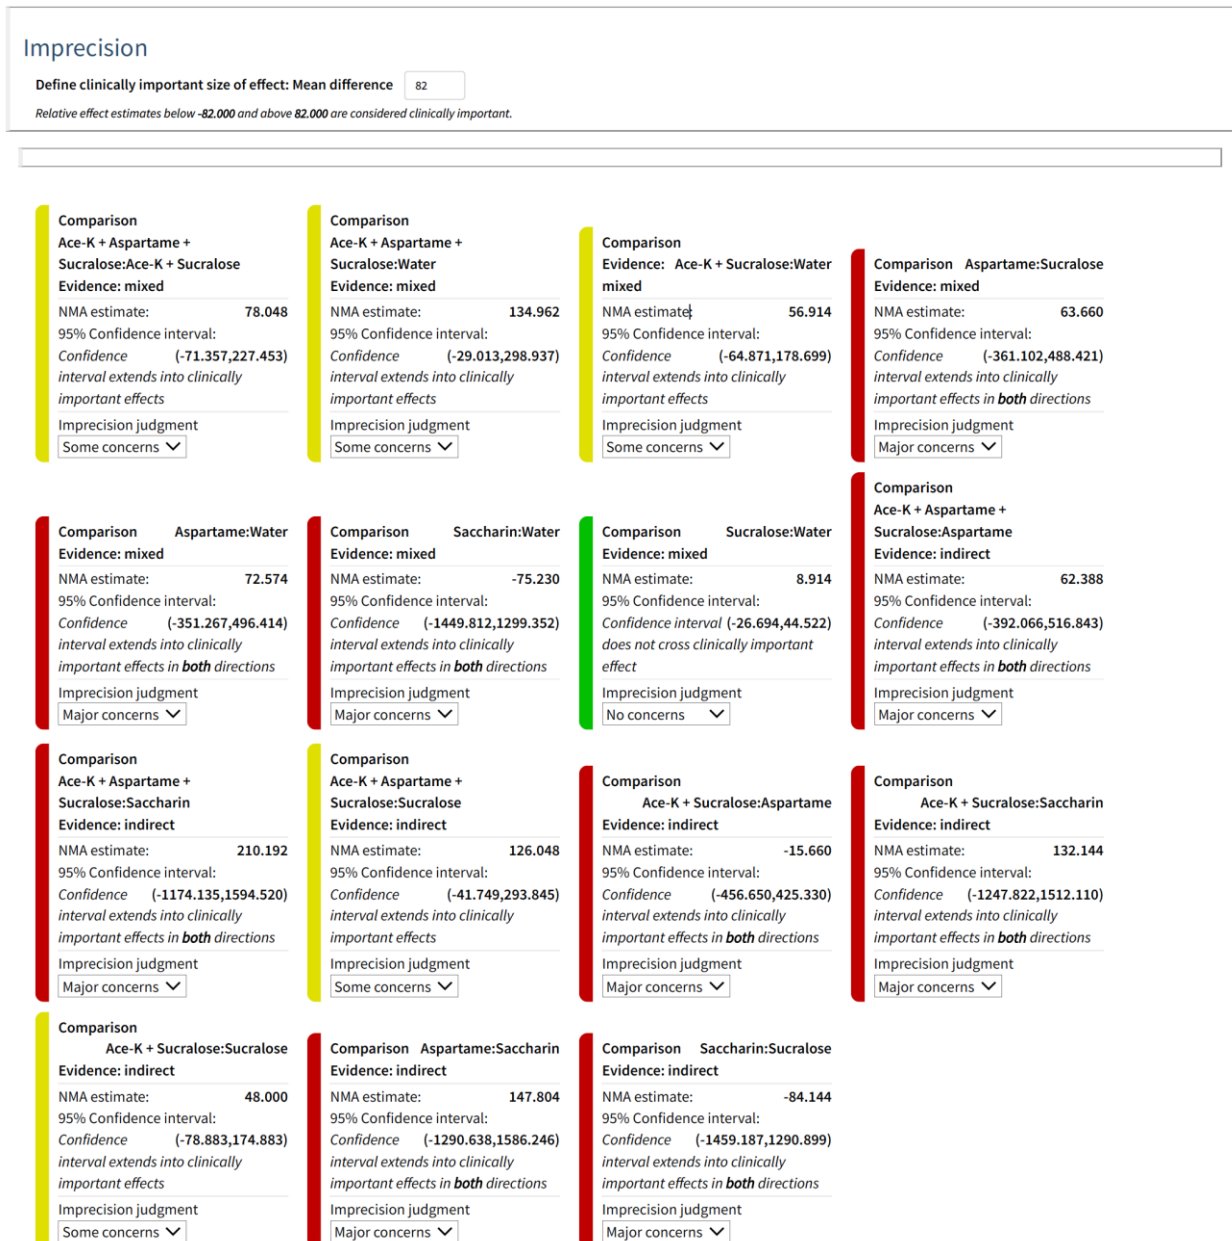 Imprecision
Define clinically important size of effect: Mean difference 82
Relative effect estimates below -82.000 and above 82.000 are considered clinically important.
Comparison
Ace-K + Aspartame +
Sucralose:Ace-K + Sucralose
Evidence: mixed
NMA estimate: 78.048
95% Confidence interval:
Confidence (-71.357,227.453)
interval extends into clinically
important effects
Imprecision judgment
Some concerns
Comparison
Ace-K + Aspartame +
Sucralose:Water
Evidence: mixed
NMA estimate: 134.962
95% Confidence interval:
Confidence (-29.013,298.937)
interval extends into clinically
important effects
Imprecision judgment
Some concerns
Comparison
Evidence: Ace-K + Sucralose:Water
mixed
NMA estimate: 56.914
95% Confidence interval:
Confidence (-64.871,178.699)
interval extends into clinically
important effects
Imprecision judgment
Some concerns
Comparison Aspartame:Sucralose
Evidence: mixed
NMA estimate: 63.660
95% Confidence interval:
Confidence (-361.102,488.421)
interval extends into clinically
important effects in both directions
Imprecision judgment
Major concerns
Comparison Aspartame:Water
Evidence: mixed
NMA estimate: 72.574
95% Confidence interval:
Confidence (-351.267,496.414)
interval extends into clinically
important effects in both directions
Imprecision judgment
Major concerns
Comparison Saccharin:Water
Evidence: mixed
NMA estimate: -75.230
95% Confidence interval:
Confidence (-1449.812,1299.352)
interval extends into clinically
important effects in both directions
Imprecision judgment
Major concerns
Comparison Sucralose:Water
Evidence: mixed
NMA estimate: 8.914
95% Confidence interval:
Confidence interval (-26.694,44.522)
does not cross clinically important
effect
Imprecision judgment
No concerns
Comparison
Ace-K + Aspartame +
Sucralose:Aspartame
Evidence: indirect
NMA estimate: 62.388
95% Confidence interval:
Confidence (-392.066,516.843)
interval extends into clinically
important effects in both directions
Imprecision judgment
Major concerns
Comparison
Ace-K + Aspartame +
Sucralose:Saccharin
Evidence: indirect
NMA estimate: 210.192
95% Confidence interval:
Confidence (-1174.135,1594.520)
interval extends into clinically
important effects in both directions
Imprecision judgment
Major concerns
Comparison
Ace-K + Aspartame +
Sucralose:Sucralose
Evidence: indirect
NMA estimate: 126.048
95% Confidence interval:
Confidence (-41.749,293.845)
interval extends into clinically
important effects
Imprecision judgment
Some concerns
Comparison
Ace-K + Sucralose:Aspartame
Evidence: indirect
NMA estimate: -15.660
95% Confidence interval:
Confidence (-456.650,425.330)
interval extends into clinically
important effects in both directions
Imprecision judgment
Major concerns
Comparison
Ace-K + Sucralose:Saccharin
Evidence: indirect
NMA estimate: 132.144
95% Confidence interval:
Confidence (-1247.822,1512.110)
interval extends into clinically
important effects in both directions
Imprecision judgment
Major concerns
Comparison
Ace-K + Sucralose:Sucralose
Evidence: indirect
NMA estimate: 48.000
95% Confidence interval:
Confidence (-78.883,174.883)
interval extends into clinically
important effects
Imprecision judgment
Some concerns
Comparison Aspartame:Saccharin
Evidence: indirect
NMA estimate: 147.804
95% Confidence interval:
Confidence (-1290.638,1586.246)
interval extends into clinically
important effects in both directions
Imprecision judgment
Major concerns
Comparison Saccharin:Sucralose
Evidence: indirect
NMA estimate: -84.144
95% Confidence interval:
Confidence (-1459.187,1290.899)
interval extends into clinically
important effects in both directions
Imprecision judgment
Major concerns